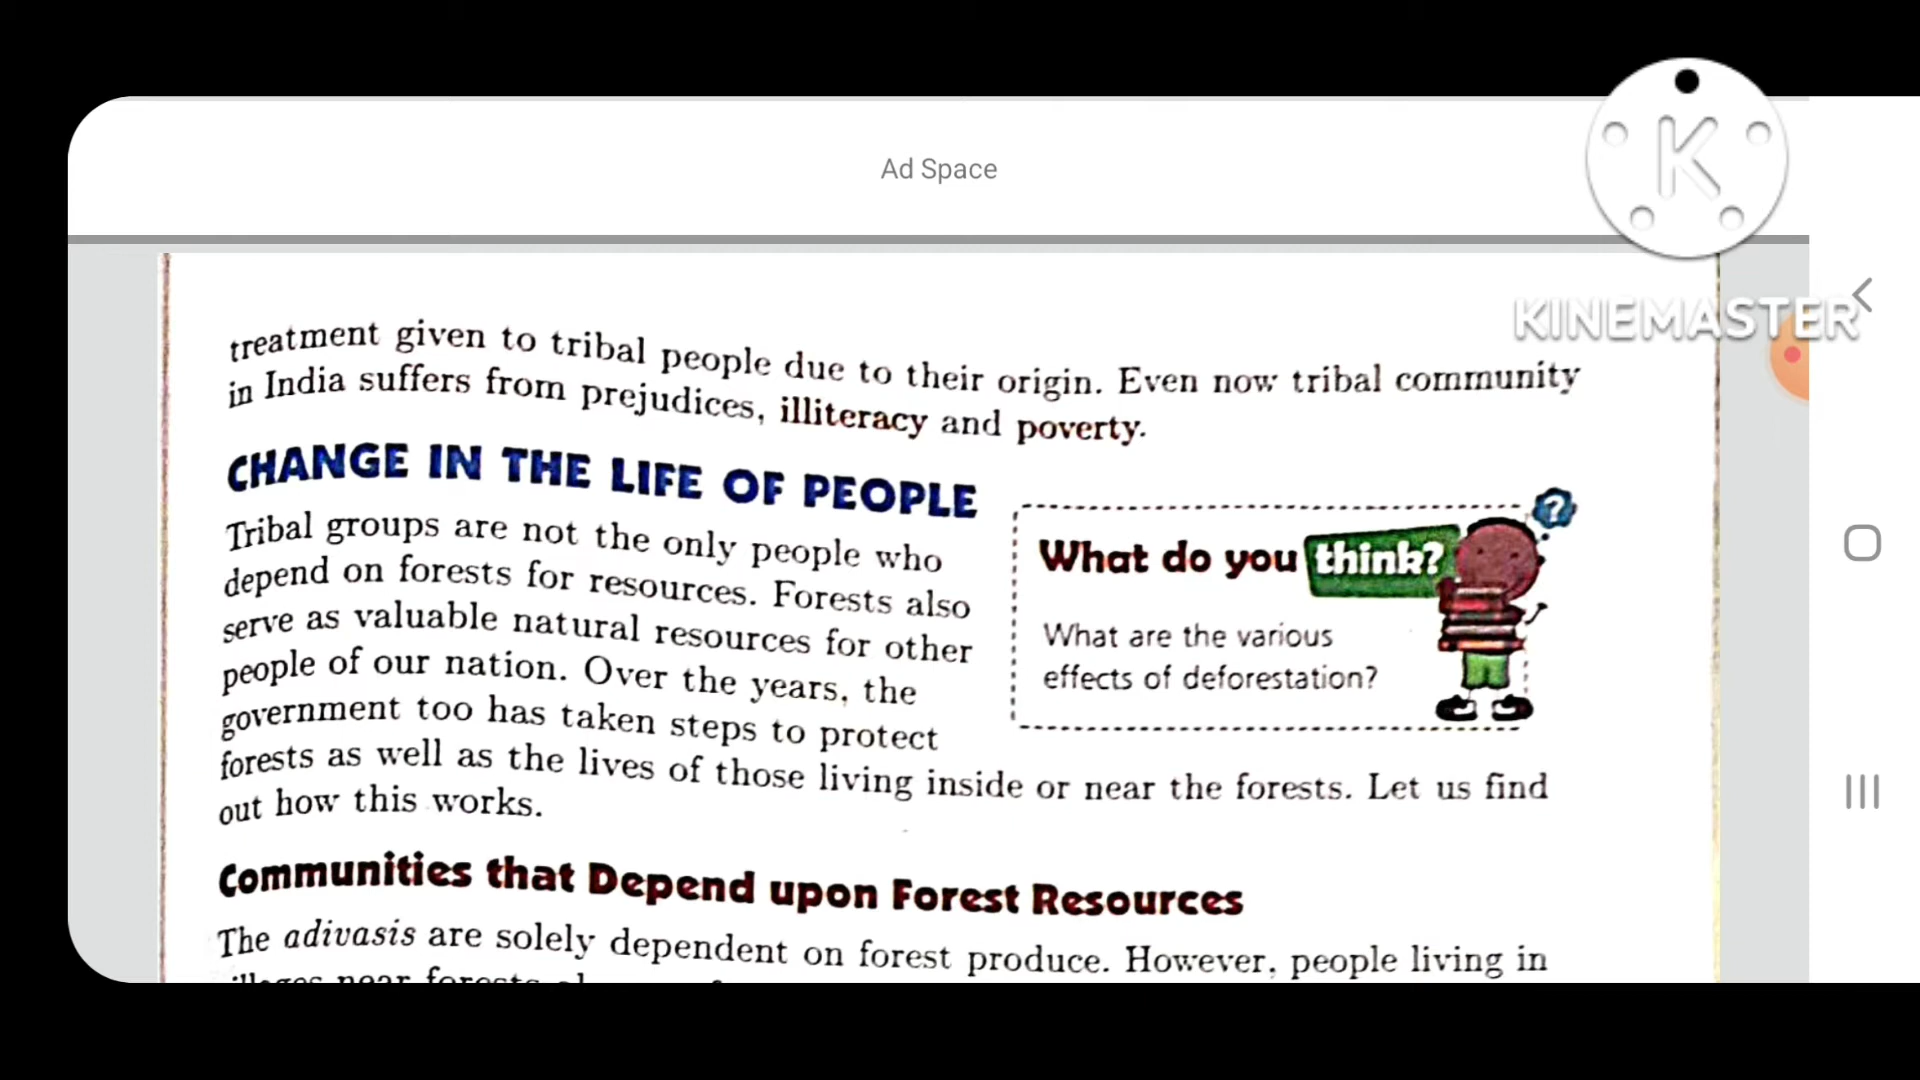 Ad Space
K
KINEMASTER
treatment given to tribal people due to their origin. Even now tribal community
in India suffers from prejudices, illiteracy and poverty.
CHANGE IN THE LIFE OF PEOPLE
Tribal groups are not the only people who
depend on forests for resources. Forests also
serve as valuable natural resources for other
people of our nation. Over the years, the
government too has taken steps to protect
forests as well as the lives of those living inside or near the forests. Let us find
out how this works.
What do you think?
?
What are the various
effects of deforestation?
Communities that Depend upon Forest Resources
The adivasis are solely dependent on forest produce. However, people living in
near forests